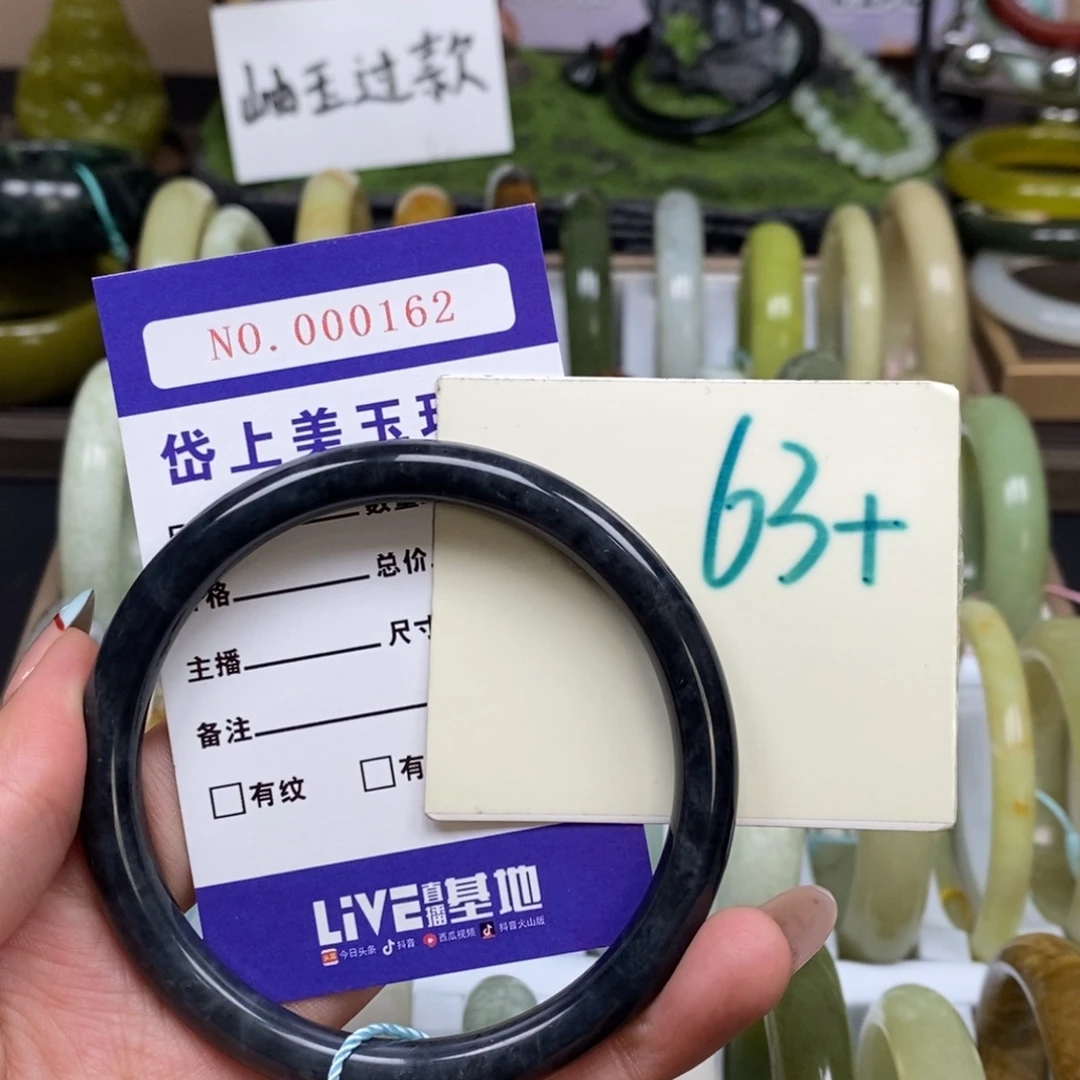 岫玉过款
NO.000162
岱上美玉
63+
数量
格 总价
主播 尺寸
备注
有纹 有
LiVE直播基地
今日头条 抖音 西瓜视频 抖音火山版